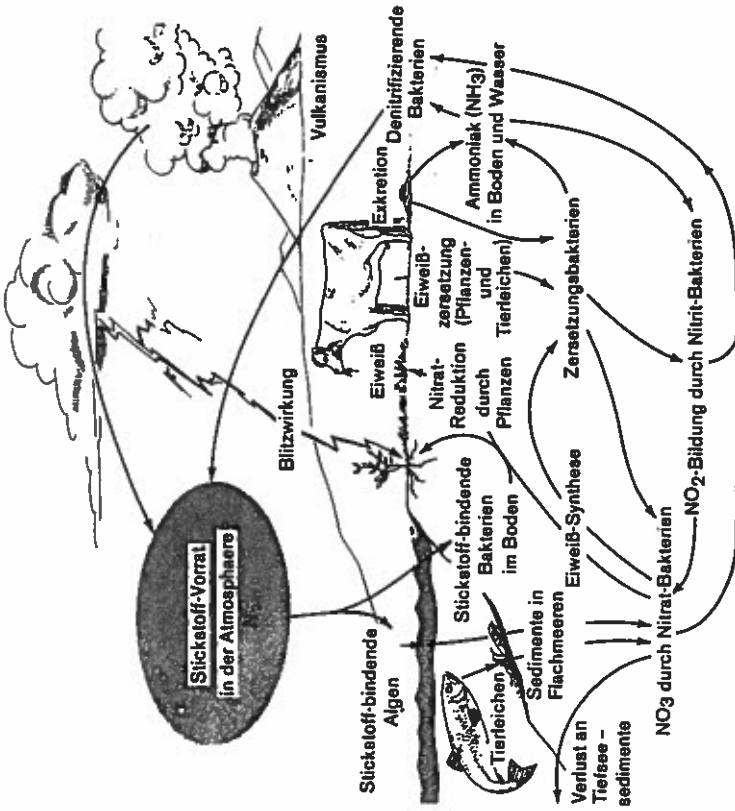 Vulkanismus
Stickstoff-Vorrat
in der Atmosphaere
Blitzwirkung
Stickstoff-bindende
Algen
Stickstoff-bindende
Bakterien
im Boden
Eiweiß
Nitrat-
Reduktion
durch
Pflanzen
Eiweiß-
zersetzung
(Pflanzen-
und
Tierleichen)
Exkretion
Denitrifizierende
Bakterien
Ammoniak (NH3)
in Boden und Wasser
Tierleichen
Sedimente in
Flachmeeren
Eiweiß-Synthese
Zersetzungsbakterien
Verlust an
Tiefsee-
sedimente
NO3 durch Nitrat-Bakterien
NO2-Bildung durch Nitrit-Bakterien